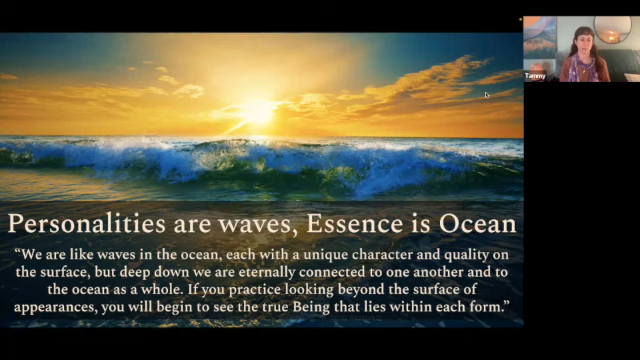 Tammy
Personalities are waves, Essence is Ocean
“We are like waves in the ocean, each with a unique character and quality on
the surface, but deep down we are eternally connected to one another and to
the ocean as a whole. If you practice looking beyond the surface of
appearances, you will begin to see the true Being that lies within each form.”